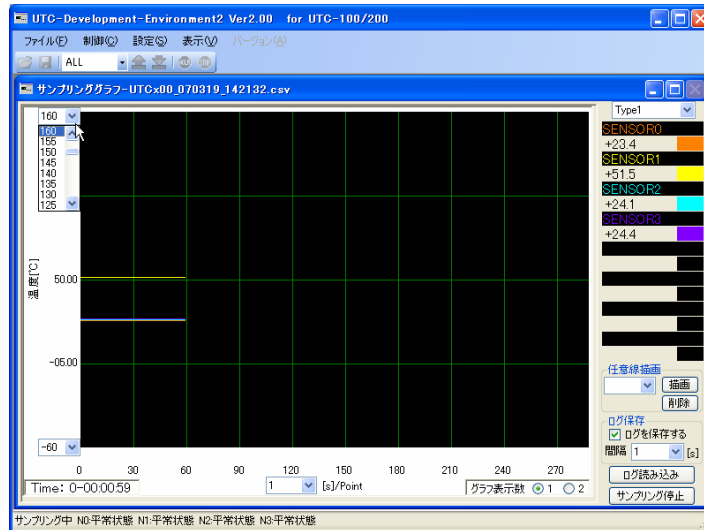 UTC-Development-Environment2 Ver2.00 for UTC-100/200
ファイル(F) 制御(C) 設定(S) 表示(V) バージョン(A)
ALL
サンプリンググラフ-UTCx00_070319_142132.csv
160
160
155
150
145
140
135
130
125
温度[℃]
50.00
-05.00
-60
0 30 60 90 120 150 180 210 240 270
Time: 0-00:00:59
1 [s]/Point
グラフ表示数 1 2
Type1
SENSOR0
+23.4
SENSOR1
+51.5
SENSOR2
+24.1
SENSOR3
+24.4
任意線描画
描画
削除
ログ保存
ログを保存する
間隔 1 [s]
ログ読み込み
サンプリング停止
サンプリング中 N0:平常状態 N1:平常状態 N2:平常状態 N3:平常状態